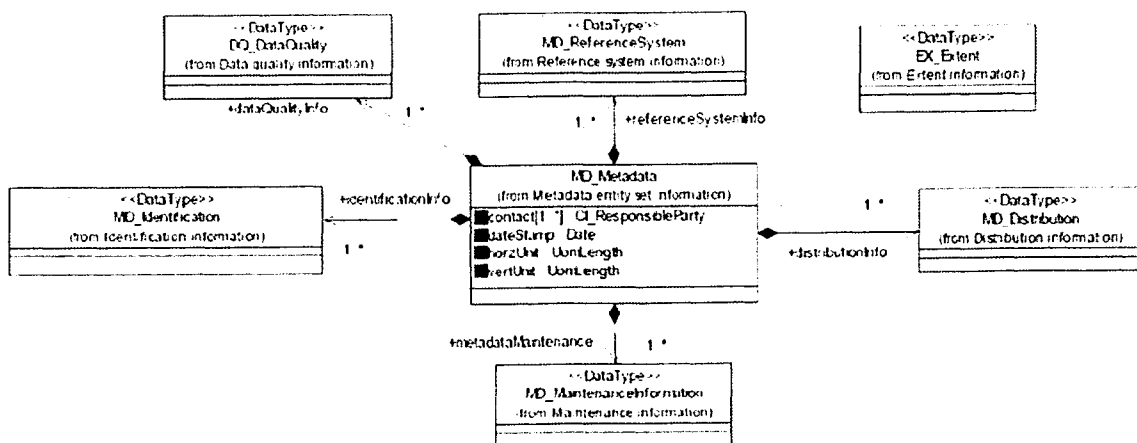 <<DataType>>
DQ_DataQuality
(from Data quality information)
<<DataType>>
MD_ReferenceSystem
(from Reference system information)
<<DataType>>
EX_Extent
(from Extent information)
+dataQualityInfo
1..*
1..*
+referenceSystemInfo
MD_Metadata
(from Metadata entity set information)
contact[1..*] CI_ResponsibleParty
dateStamp Date
horzUnit UomLength
vertUnit UomLength
<<DataType>>
MD_Identification
(from Identification information)
+identificationInfo
1..*
1..*
+distributionInfo
<<DataType>>
MD_Distribution
(from Distribution information)
+metadataMaintenance
1..*
<<DataType>>
MD_MaintenanceInformation
(from Maintenance information)